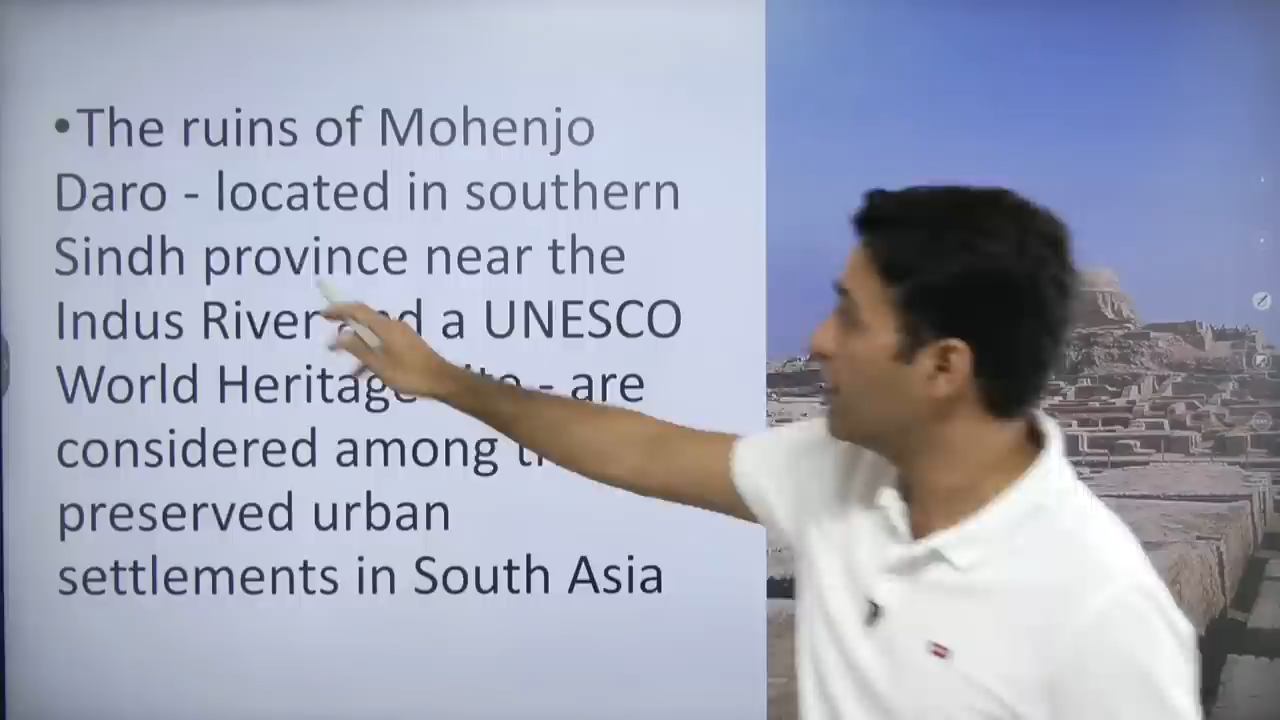 •The ruins of Mohenjo
Daro - located in southern
Sindh province near the
Indus River a UNESCO
World Heritage - are
considered among
preserved urban
settlements in South Asia